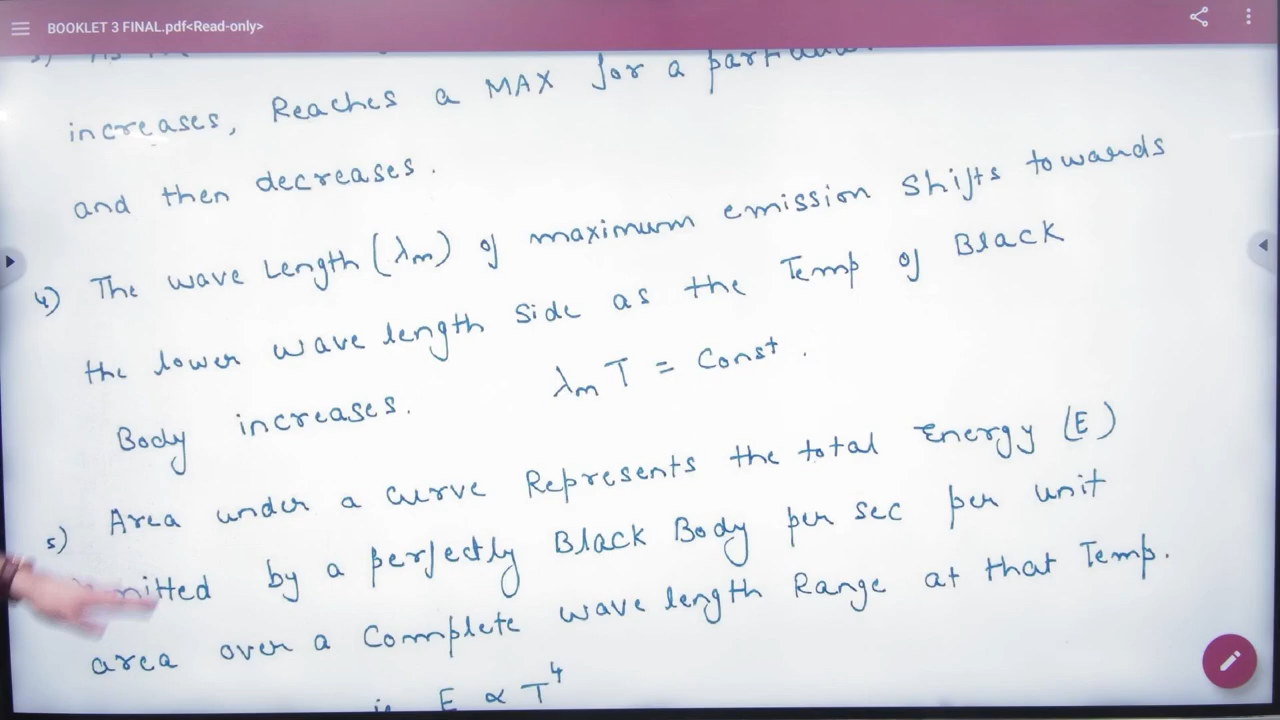 BOOKLET 3 FINAL.pdf<Read-only>
increases, Reaches a MAX for a
and then decreases.
4) The wave Length (λm) of maximum emission shifts towards
the lower wave length side as the Temp of Black
Body increases. λm T = Const.
5) Area under a curve Represents the total Energy (E)
by a perfectly Black Body per sec per unit
area over a Complete wave length Range at that Temp.
ie E ∝ T⁴